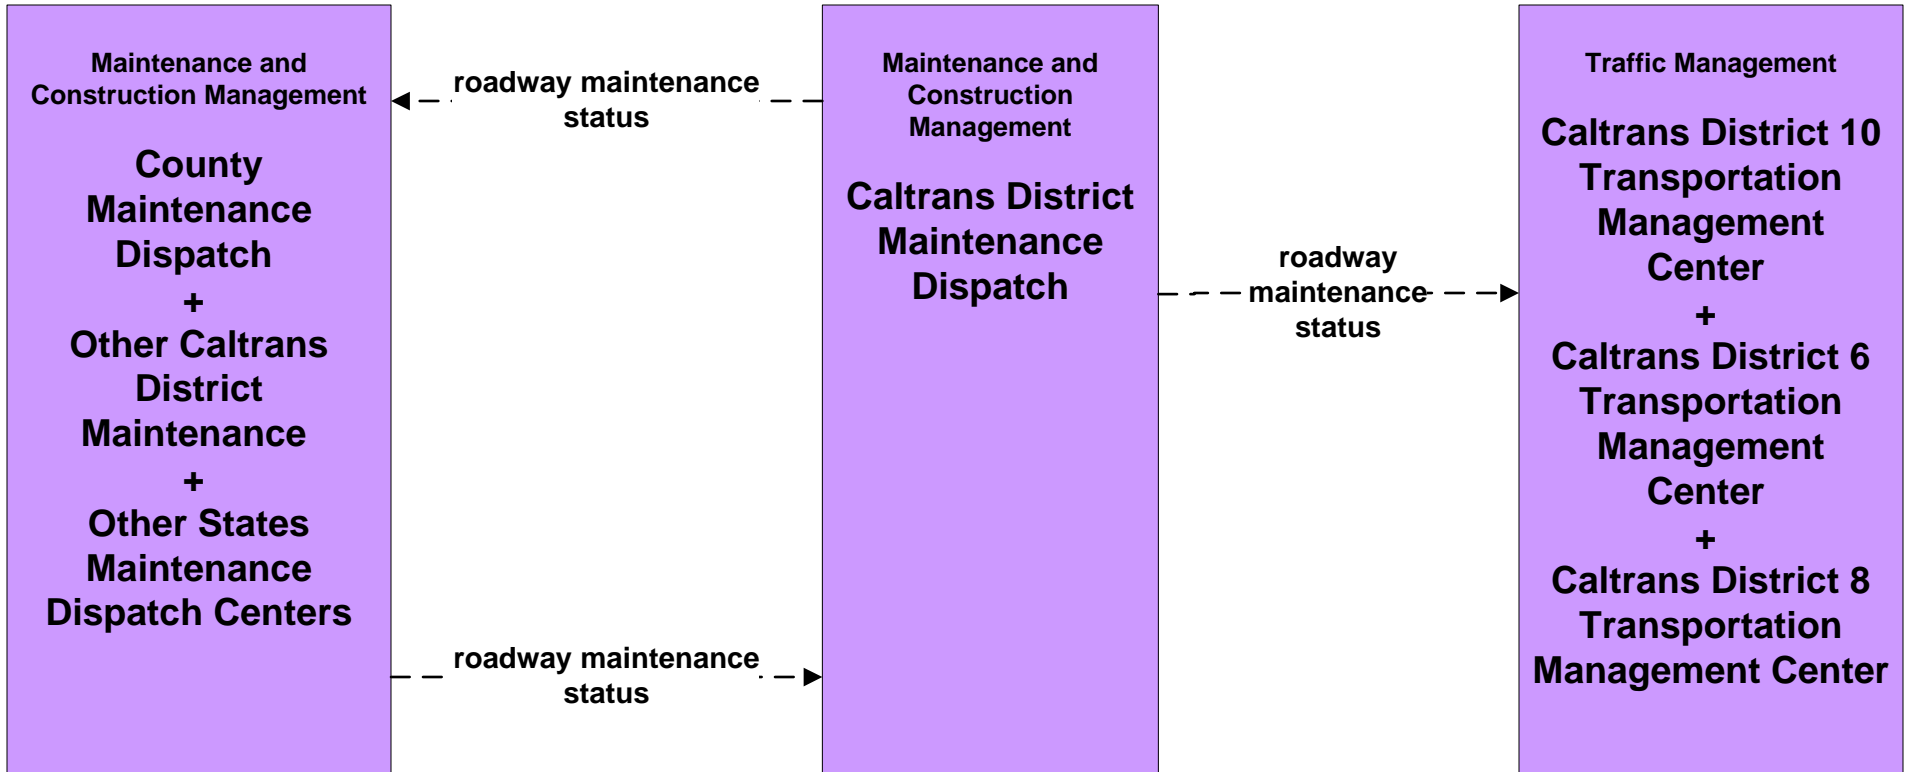 Maintenance and
Construction Management
County
Maintenance
Dispatch
+
Other Caltrans
District
Maintenance
+
Other States
Maintenance
Dispatch Centers
roadway maintenance
status
roadway maintenance
status
Maintenance and
Construction
Management
Caltrans District
Maintenance
Dispatch
roadway
maintenance
status
Traffic Management
Caltrans District 10
Transportation
Management
Center
+
Caltrans District 6
Transportation
Management
Center
+
Caltrans District 8
Transportation
Management Center